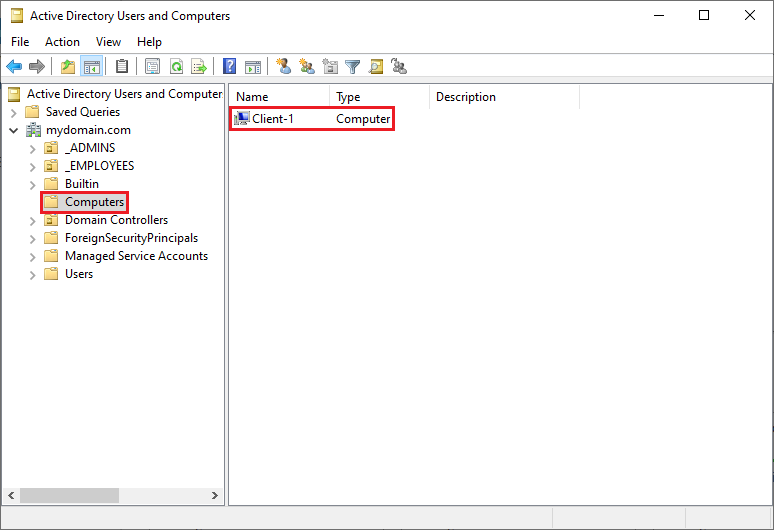 Active Directory Users and Computers
File Action View Help
Active Directory Users and Computer
Saved Queries
mydomain.com
_ADMINS
_EMPLOYEES
Builtin
Computers
Domain Controllers
ForeignSecurityPrincipals
Managed Service Accounts
Users
Name Type Description
Client-1 Computer